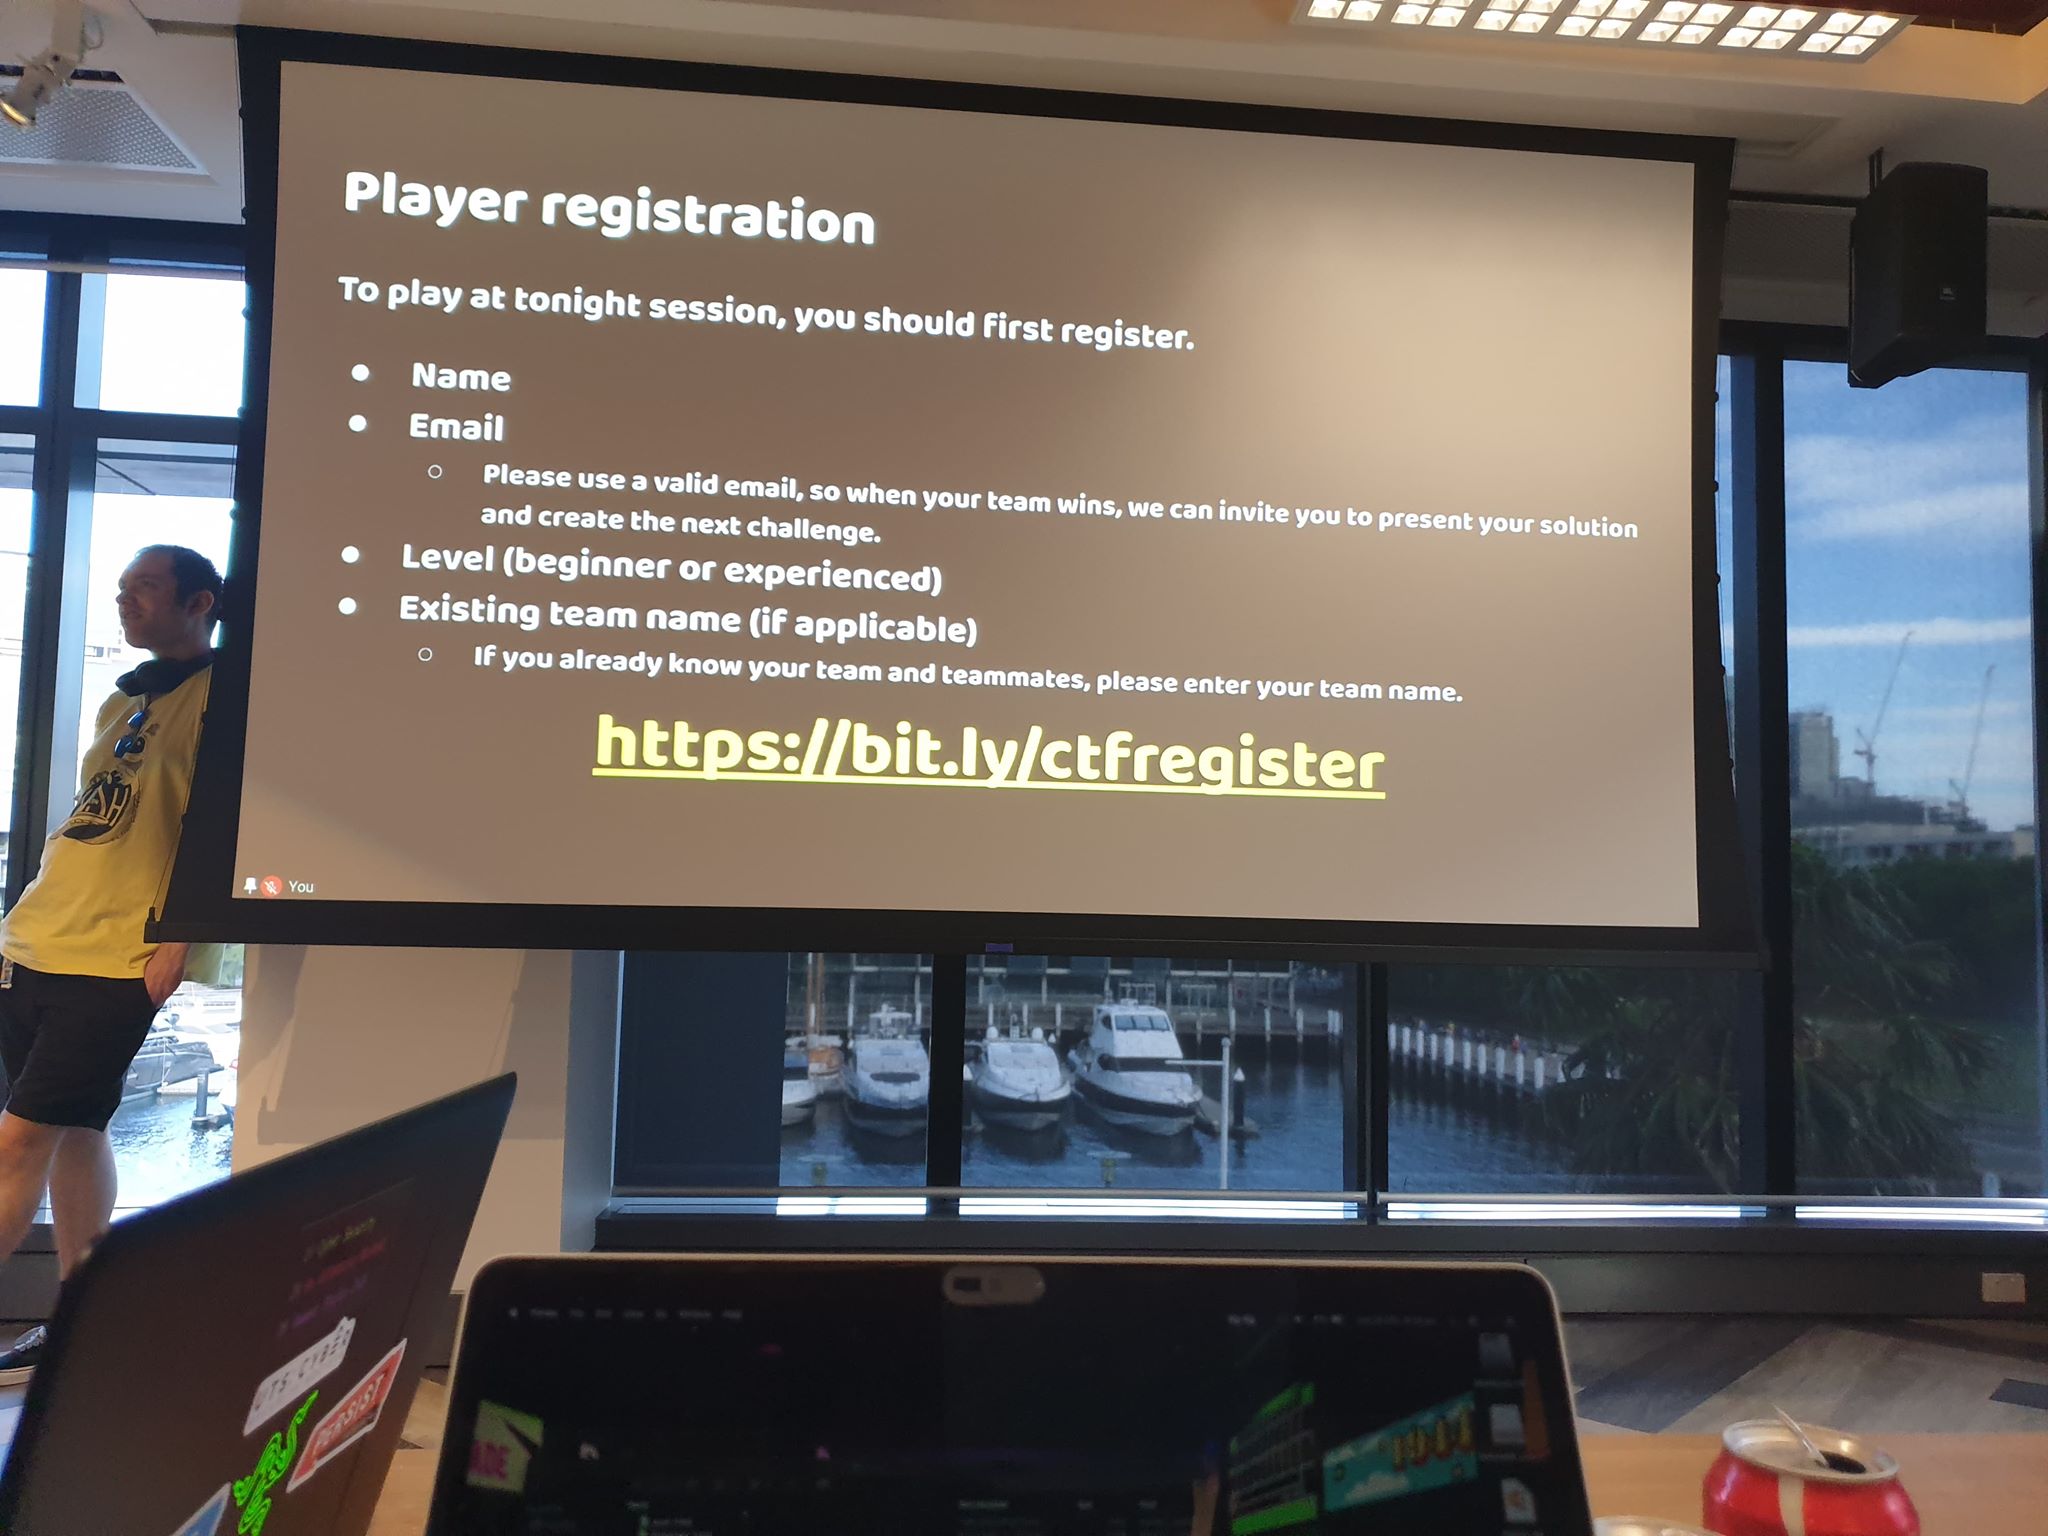 Player registration
To play at tonight session, you should first register.
● Name
● Email
○ Please use a valid email, so when your team wins, we can invite you to present your solution
and create the next challenge.
● Level (beginner or experienced)
● Existing team name (if applicable)
○ If you already know your team and teammates, please enter your team name.
https://bit.ly/ctfregister
You
UTS CYBER
PERSIST